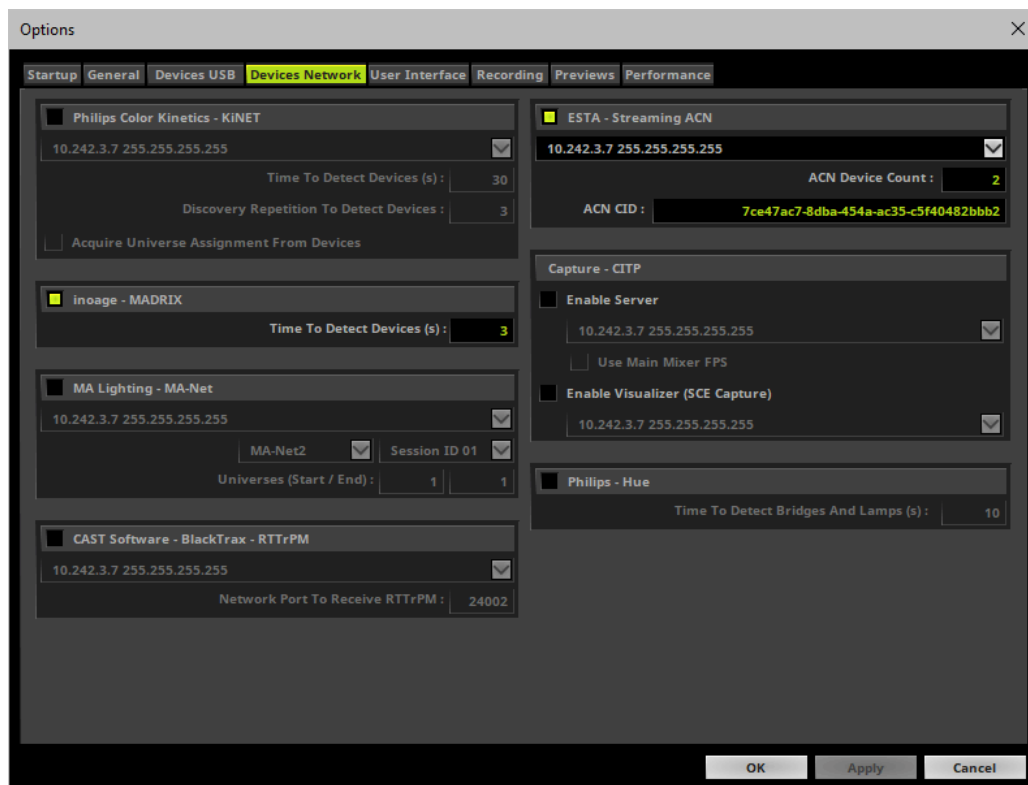 Options
Startup General Devices USB Devices Network User Interface Recording Previews Performance
Philips Color Kinetics - KiNET
10.242.3.7 255.255.255.255
Time To Detect Devices (s) : 30
Discovery Repetition To Detect Devices : 3
Acquire Universe Assignment From Devices
inoage - MADRIX
Time To Detect Devices (s) : 3
MA Lighting - MA-Net
10.242.3.7 255.255.255.255
MA-Net2 Session ID 01
Universes (Start / End) : 1 1
CAST Software - BlackTrax - RTTrPM
10.242.3.7 255.255.255.255
Network Port To Receive RTTrPM : 24002
ESTA - Streaming ACN
10.242.3.7 255.255.255.255
ACN Device Count : 2
ACN CID : 7ce47ac7-8dba-454a-ac35-c5f40482bbb2
Capture - CITP
Enable Server
10.242.3.7 255.255.255.255
Use Main Mixer FPS
Enable Visualizer (SCE Capture)
10.242.3.7 255.255.255.255
Philips - Hue
Time To Detect Bridges And Lamps (s) : 10
OK Apply Cancel